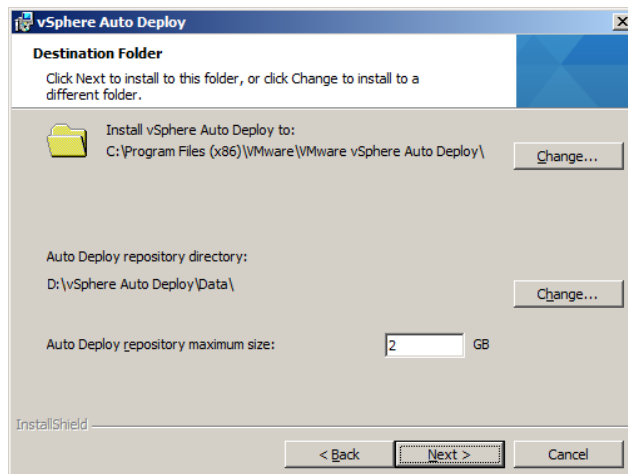 vSphere Auto Deploy
Destination Folder
Click Next to install to this folder, or click Change to install to a
different folder.
Install vSphere Auto Deploy to:
C:\Program Files (x86)\VMware\VMware vSphere Auto Deploy\
Change...
Auto Deploy repository directory:
D:\vSphere Auto Deploy\Data\
Change...
Auto Deploy repository maximum size: 2 GB
InstallShield
< Back Next > Cancel